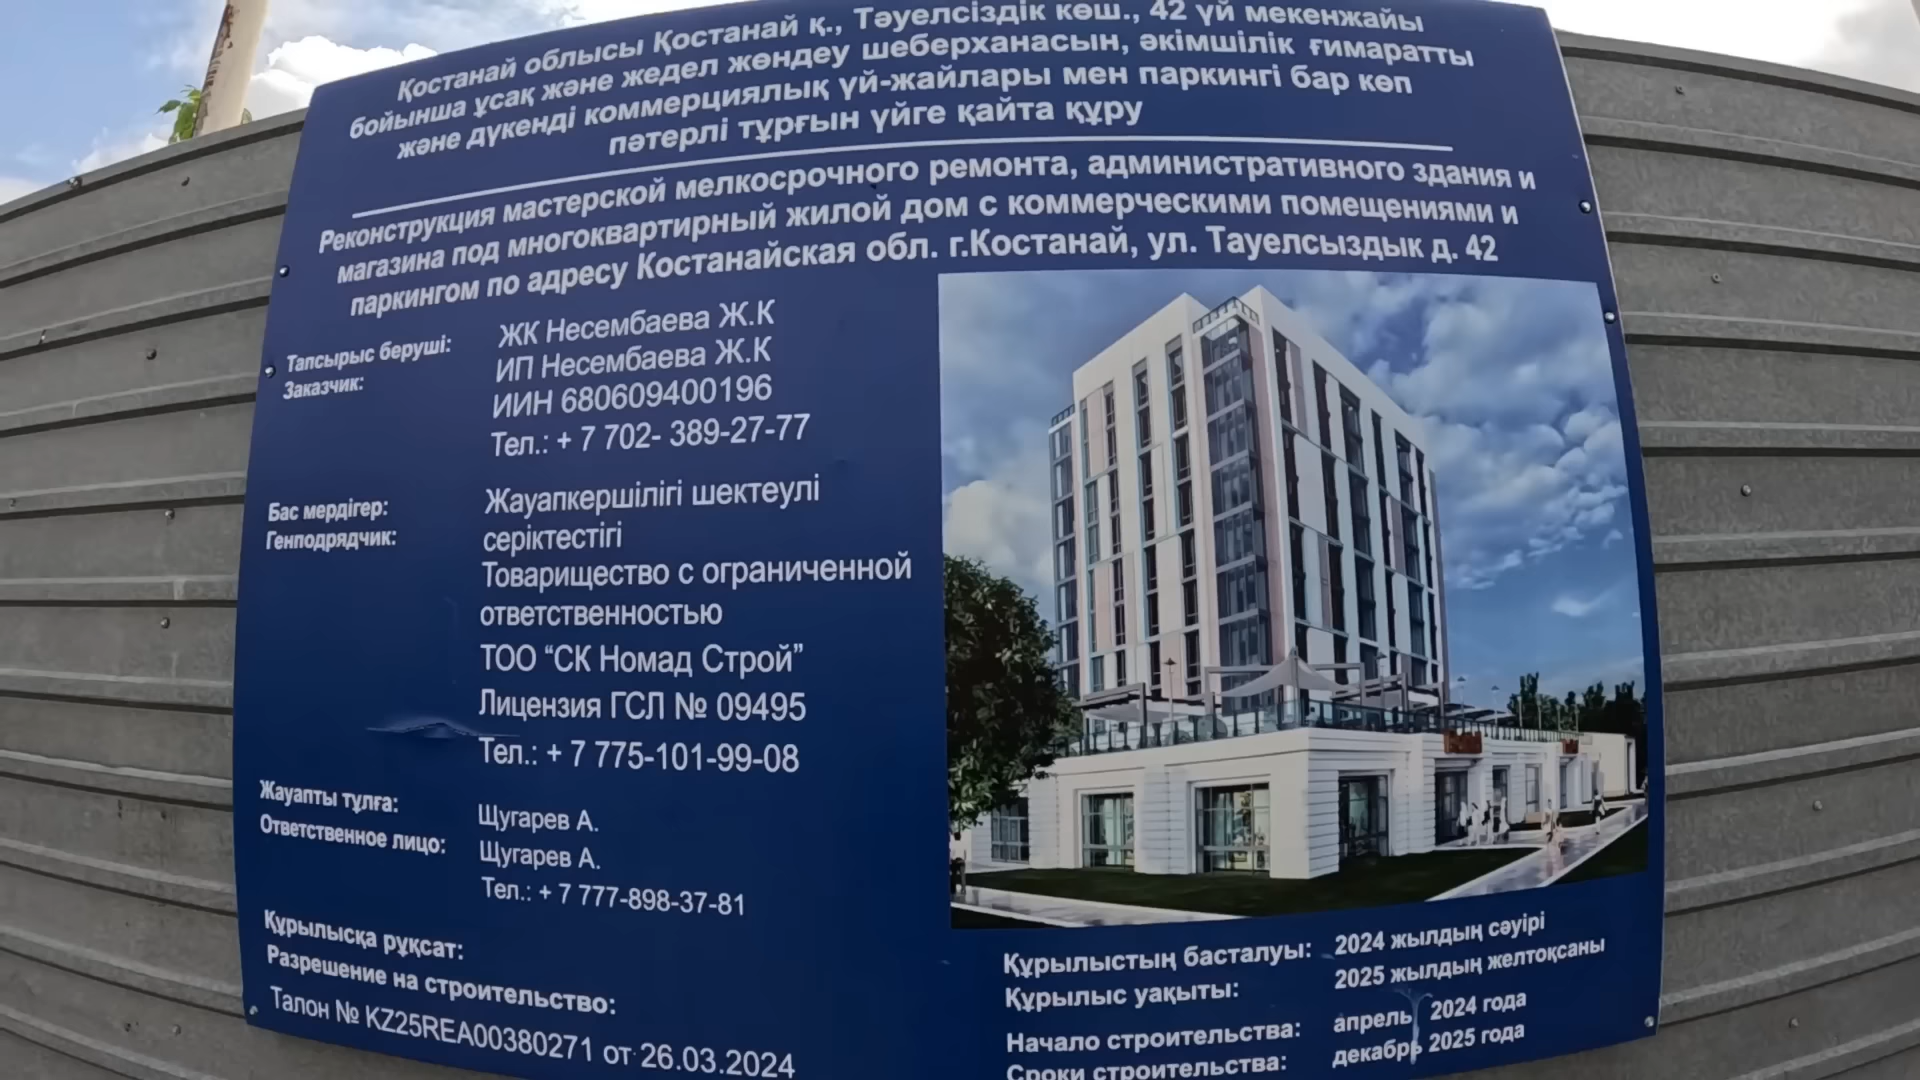 Қостанай облысы Қостанай қ., Тәуелсіздік көш., 42 үй мекенжайы
бойынша ұсақ және жедел жөндеу шеберханасын, әкімшілік ғимаратты
және дүкенді коммерциялық үй-жайлары мен паркингі бар көп
пәтерлі тұрғын үйге қайта құру
Реконструкция мастерской мелкосрочного ремонта, административного здания и
магазина под многоквартирный жилой дом с коммерческими помещениями и
паркингом по адресу Костанайская обл. г.Костанай, ул. Тауелсыздык д. 42
Тапсырыс беруші:
Заказчик:
ЖК Несембаева Ж.К
ИП Несембаева Ж.К
ИИН 680609400196
Тел.: + 7 702- 389-27-77
Бас мердігер:
Генподрядчик:
Жауапкершілігі шектеулі
серіктестігі
Товарищество с ограниченной
ответственностью
ТОО “СК Номад Строй”
Лицензия ГСЛ № 09495
Тел.: + 7 775-101-99-08
Жауапты тұлға:
Ответственное лицо:
Щугарев А.
Щугарев А.
Тел.: + 7 777-898-37-81
Құрылысқа рұқсат:
Разрешение на строительство:
Талон № KZ25REA00380271 от 26.03.2024
Құрылыстың басталуы: 2024 жылдың сәуірі
Құрылыс уақыты: 2025 жылдың желтоқсаны
Начало строительства: апрель 2024 года
Сроки строительства: декабрь 2025 года